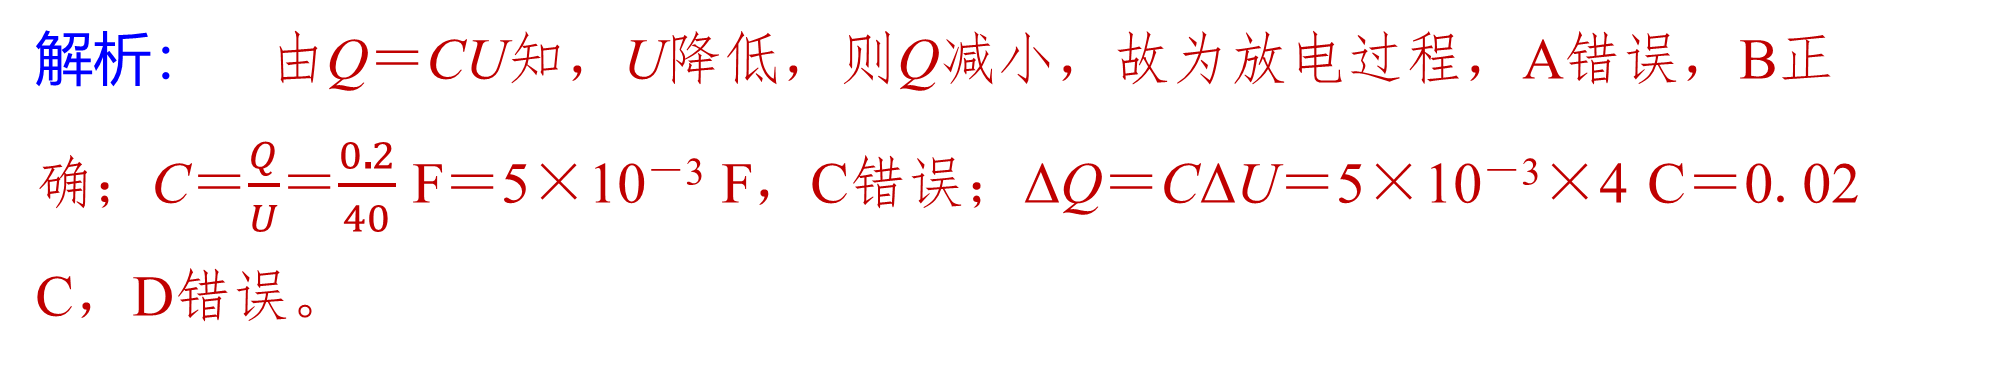 解析： 由Q＝CU知，U降低，则Q减小，故为放电过程，A错误，B正
确；C＝Q/U＝0.2/40 F＝5×10⁻³ F，C错误；ΔQ＝CΔU＝5×10⁻³×4 C＝0.02
C，D错误。